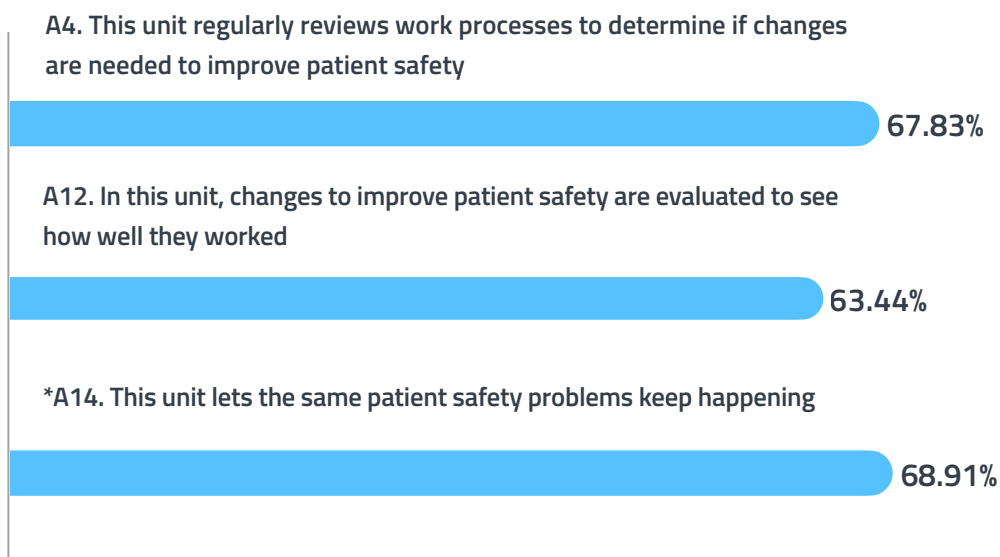 A4. This unit regularly reviews work processes to determine if changes
are needed to improve patient safety
67.83%
A12. In this unit, changes to improve patient safety are evaluated to see
how well they worked
63.44%
*A14. This unit lets the same patient safety problems keep happening
68.91%